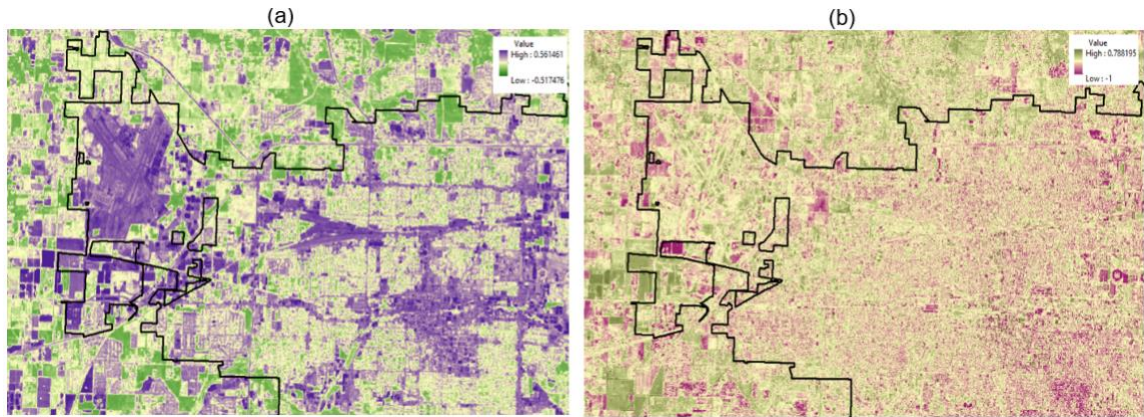 (a)
(b)
Value
High : 0.561461
Low : -0.517476
Value
High : 0.788195
Low : -1